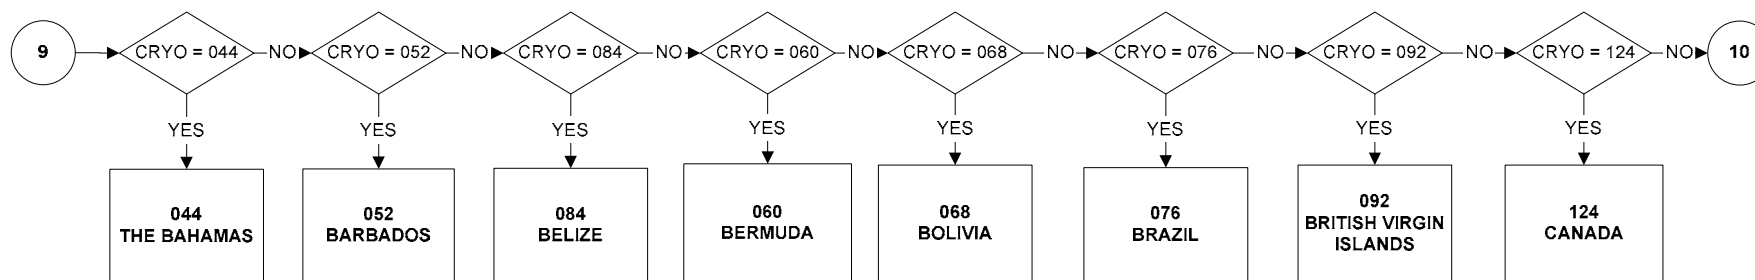 9
CRYO = 044
NO
CRYO = 052
NO
CRYO = 084
NO
CRYO = 060
NO
CRYO = 068
NO
CRYO = 076
NO
CRYO = 092
NO
CRYO = 124
NO
10
YES
YES
YES
YES
YES
YES
YES
YES
044
THE BAHAMAS
052
BARBADOS
084
BELIZE
060
BERMUDA
068
BOLIVIA
076
BRAZIL
092
BRITISH VIRGIN
ISLANDS
124
CANADA